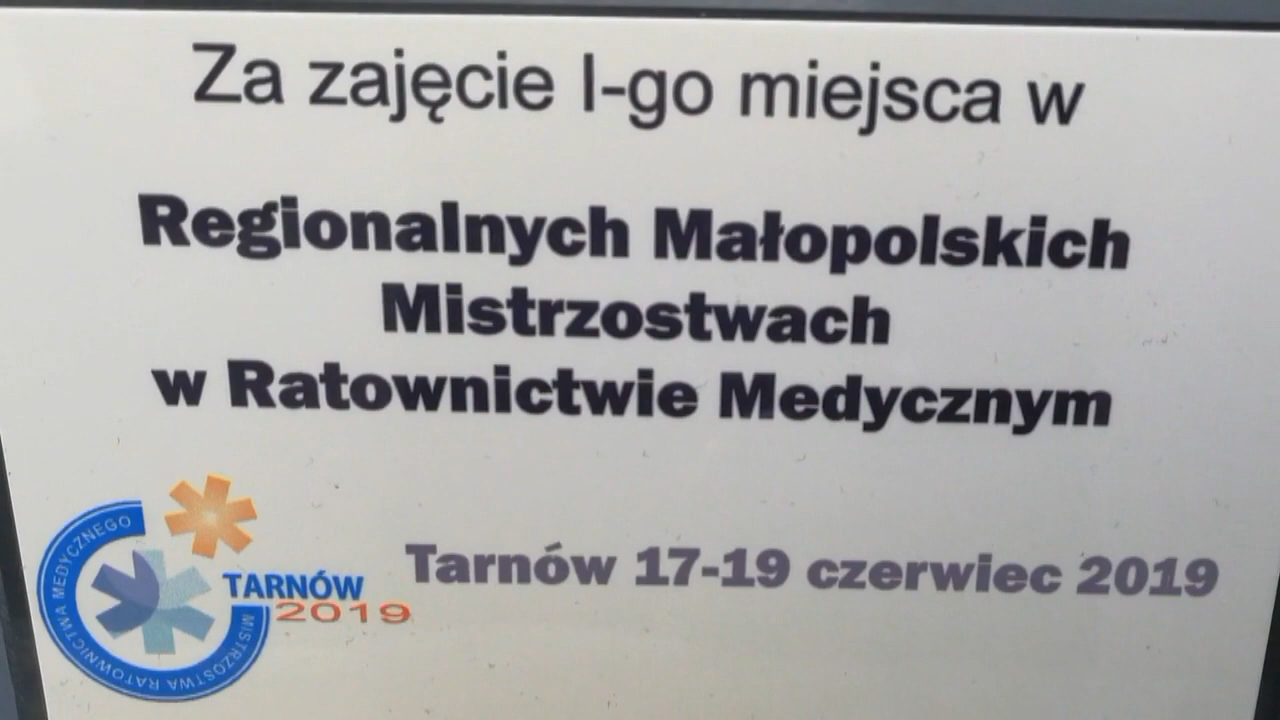 Za zajęcie I-go miejsca w
Regionalnych Małopolskich
Mistrzostwach
w Ratownictwie Medycznym
Tarnów 17-19 czerwiec 2019
TARNÓW
2019
MISTRZOSTWA RATOWNICTWA MEDYCZNEGO